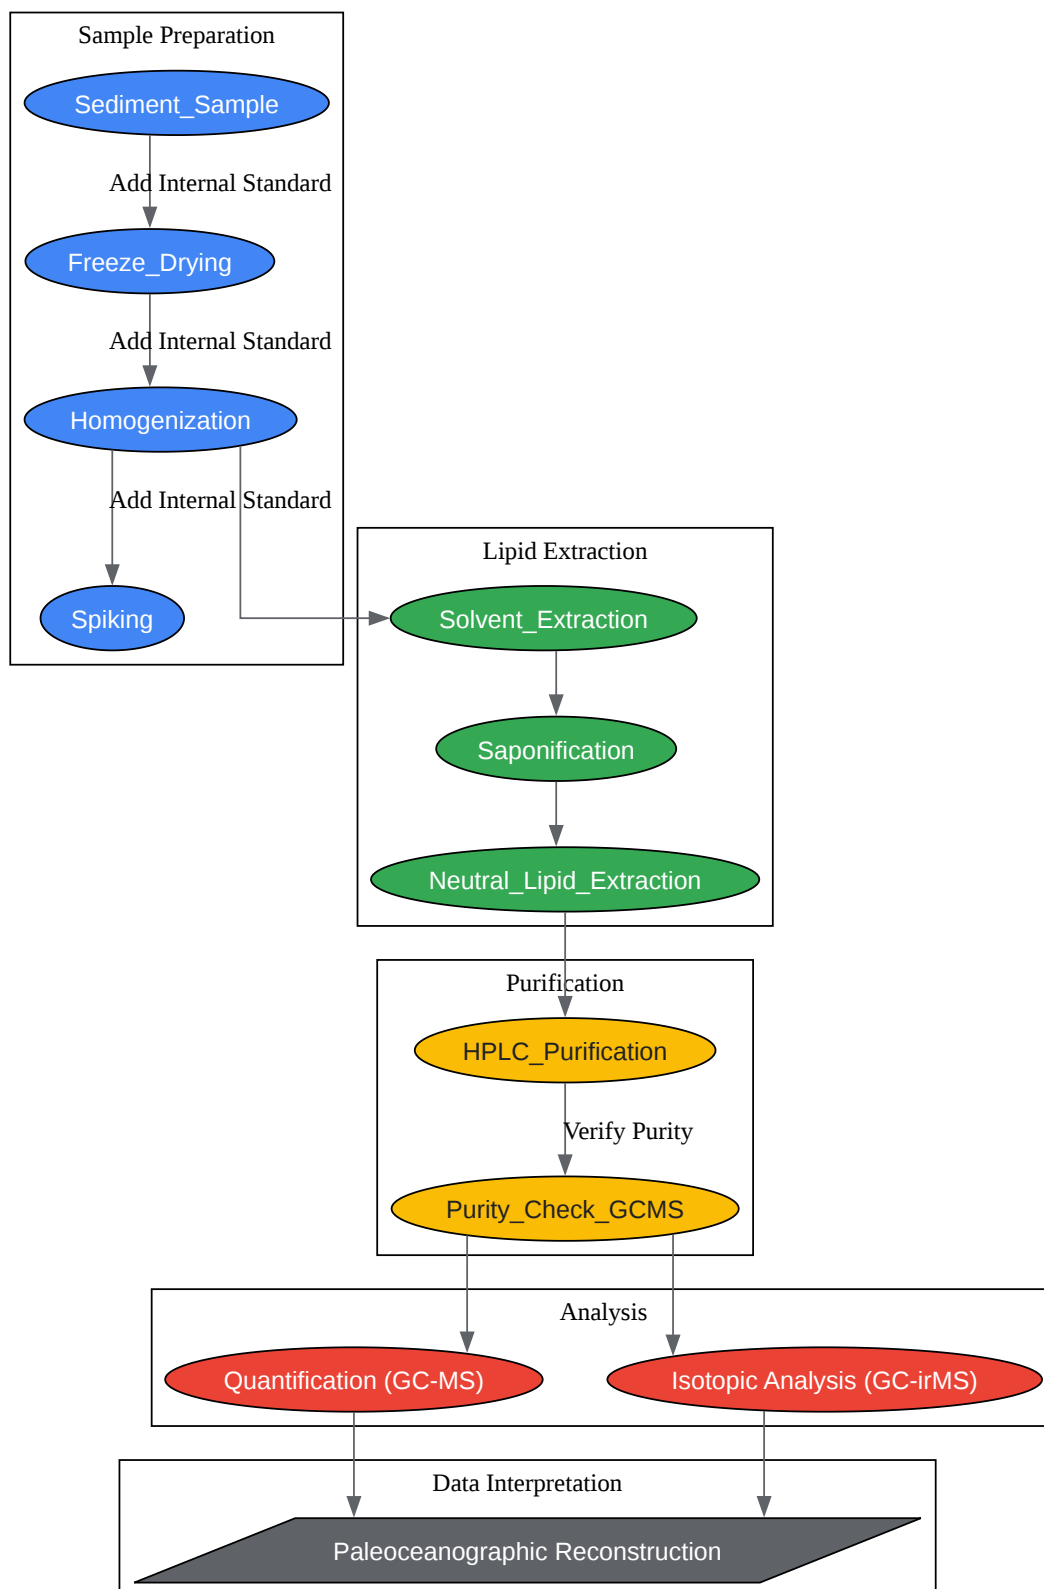 Sample Preparation
Sediment_Sample
Add Internal Standard
Freeze_Drying
Add Internal Standard
Homogenization
Add Internal Standard
Spiking
Lipid Extraction
Solvent_Extraction
Saponification
Neutral_Lipid_Extraction
Purification
HPLC_Purification
Verify Purity
Purity_Check_GCMS
Analysis
Quantification (GC-MS)
Isotopic Analysis (GC-irMS)
Data Interpretation
Paleoceanographic Reconstruction